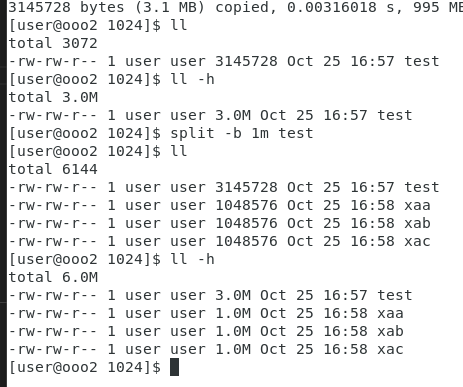 3145728 bytes (3.1 MB) copied, 0.00316018 s, 995 MB
[user@ooo2 1024]$ ll
total 3072
-rw-rw-r-- 1 user user 3145728 Oct 25 16:57 test
[user@ooo2 1024]$ ll -h
total 3.0M
-rw-rw-r-- 1 user user 3.0M Oct 25 16:57 test
[user@ooo2 1024]$ split -b 1m test
[user@ooo2 1024]$ ll
total 6144
-rw-rw-r-- 1 user user 3145728 Oct 25 16:57 test
-rw-rw-r-- 1 user user 1048576 Oct 25 16:58 xaa
-rw-rw-r-- 1 user user 1048576 Oct 25 16:58 xab
-rw-rw-r-- 1 user user 1048576 Oct 25 16:58 xac
[user@ooo2 1024]$ ll -h
total 6.0M
-rw-rw-r-- 1 user user 3.0M Oct 25 16:57 test
-rw-rw-r-- 1 user user 1.0M Oct 25 16:58 xaa
-rw-rw-r-- 1 user user 1.0M Oct 25 16:58 xab
-rw-rw-r-- 1 user user 1.0M Oct 25 16:58 xac
[user@ooo2 1024]$